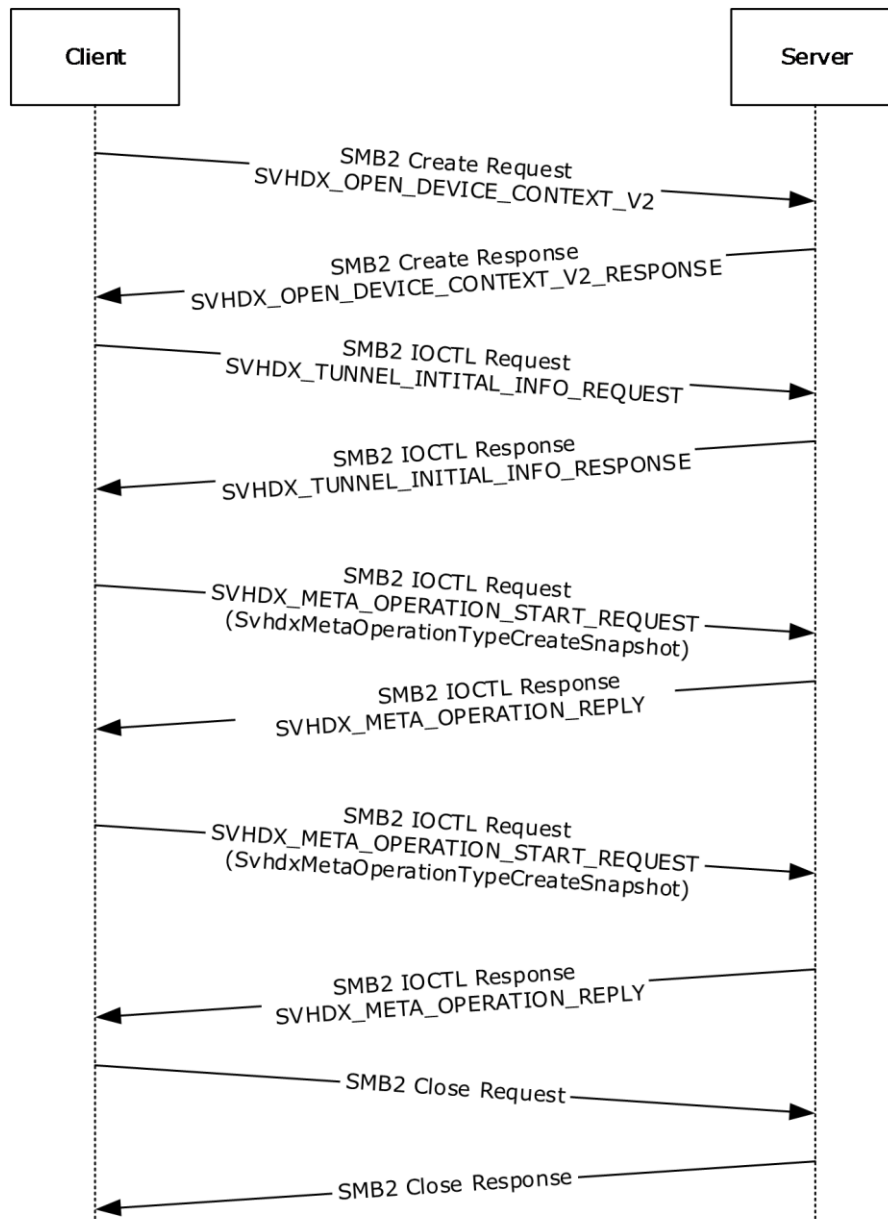 Client
Server
SMB2 Create Request
SVHDX_OPEN_DEVICE_CONTEXT_V2
SMB2 Create Response
SVHDX_OPEN_DEVICE_CONTEXT_V2_RESPONSE
SMB2 IOCTL Request
SVHDX_TUNNEL_INTITAL_INFO_REQUEST
SMB2 IOCTL Response
SVHDX_TUNNEL_INITIAL_INFO_RESPONSE
SMB2 IOCTL Request
SVHDX_META_OPERATION_START_REQUEST
(SvhdxMetaOperationTypeCreateSnapshot)
SMB2 IOCTL Response
SVHDX_META_OPERATION_REPLY
SMB2 IOCTL Request
SVHDX_META_OPERATION_START_REQUEST
(SvhdxMetaOperationTypeCreateSnapshot)
SMB2 IOCTL Response
SVHDX_META_OPERATION_REPLY
SMB2 Close Request
SMB2 Close Response